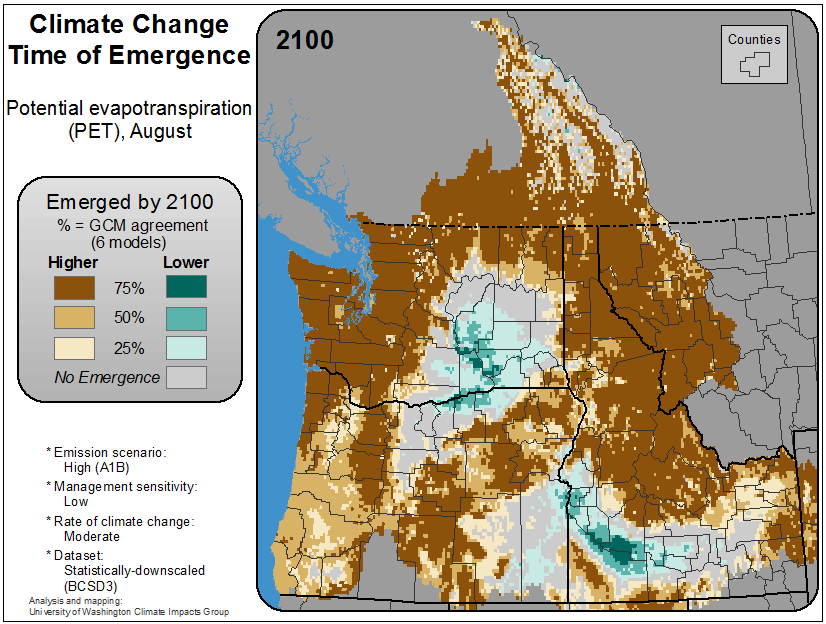 Climate Change
Time of Emergence
Potential evapotranspiration
(PET), August
Emerged by 2100
% = GCM agreement
(6 models)
Higher Lower
75%
50%
25%
No Emergence
* Emission scenario:
High (A1B)
* Management sensitivity:
Low
* Rate of climate change:
Moderate
* Dataset:
Statistically-downscaled
(BCSD3)
Analysis and mapping:
University of Washington Climate Impacts Group
2100
Counties